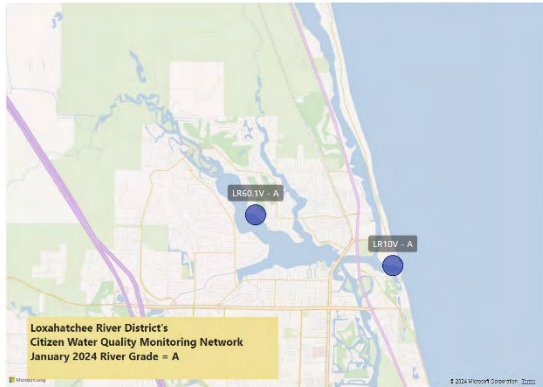 LR60.1V - A
LR10V - A
Loxahatchee River District's
Citizen Water Quality Monitoring Network
January 2024 River Grade = A
Microsoft Bing
© 2024 Microsoft Corporation Terms